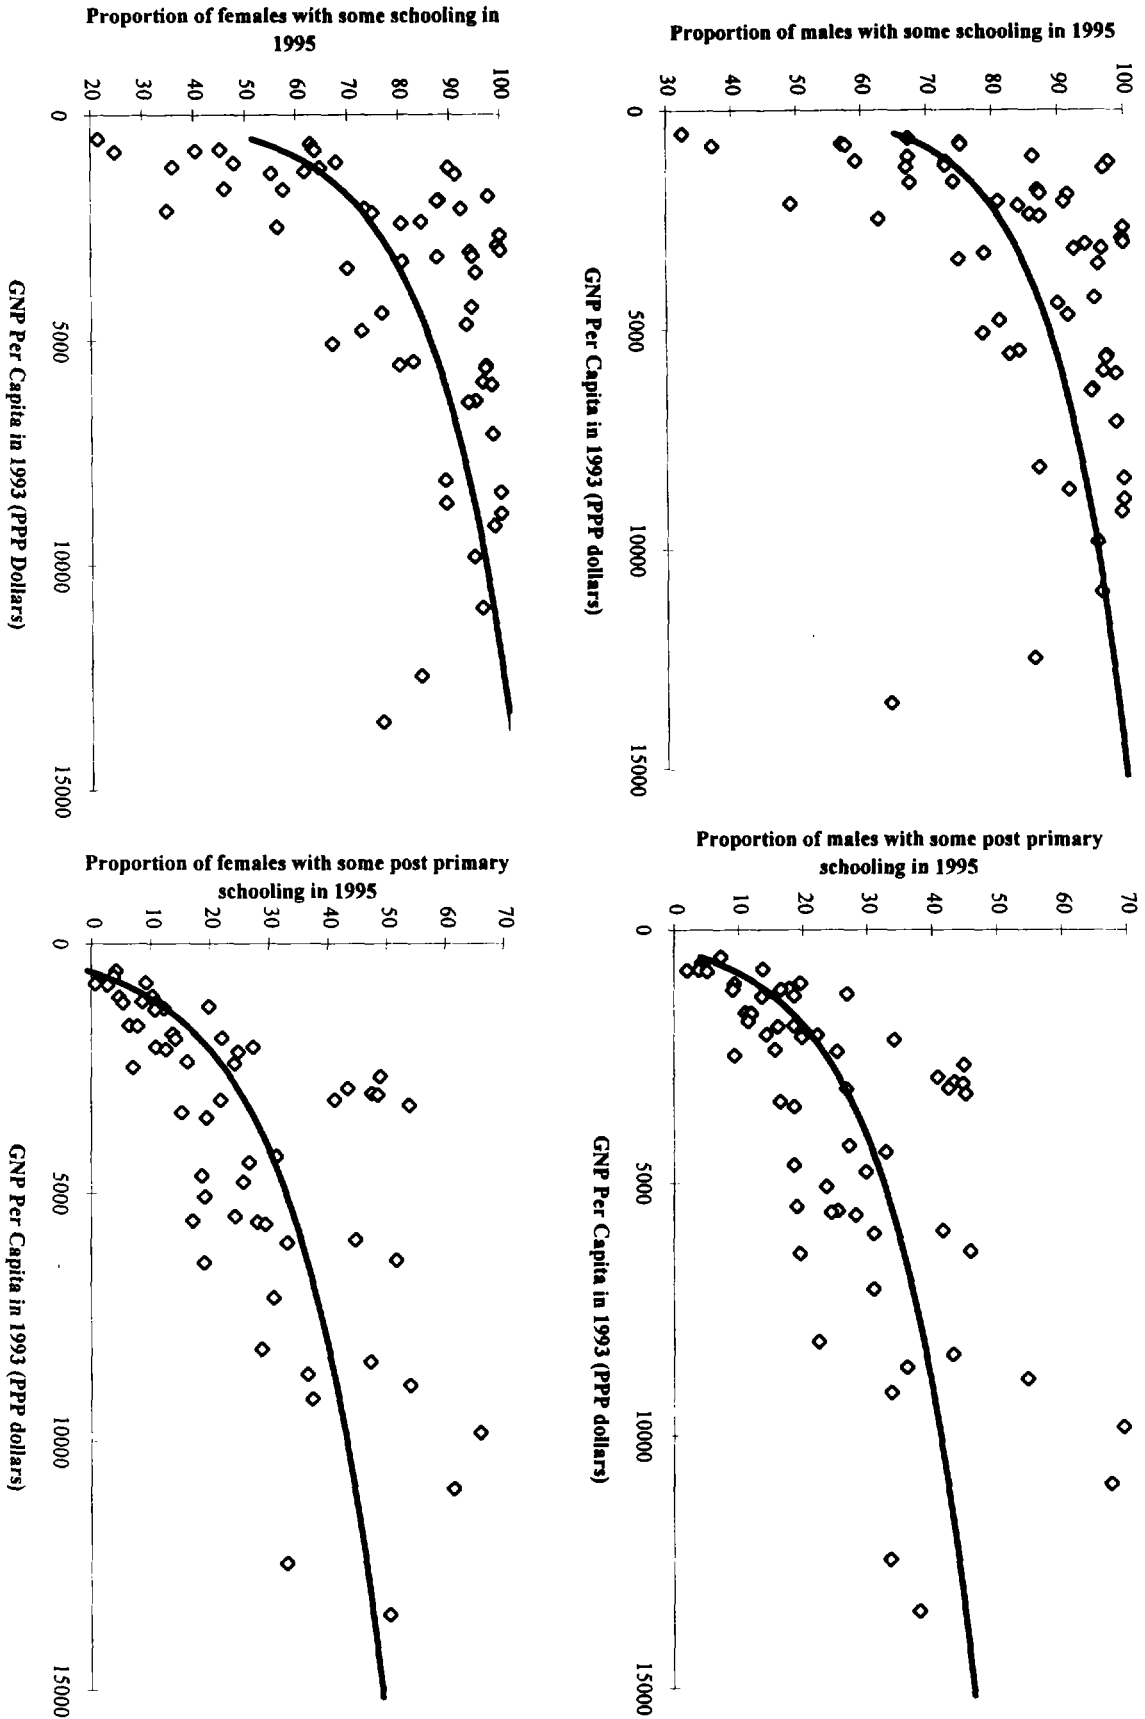 Proportion of females with some schooling in
1995
20 30 40 50 60 70 80 90 100
0
5000
10000
15000
GNP Per Capita in 1993 (PPP Dollars)
Proportion of males with some schooling in 1995
30 40 50 60 70 80 90 100
0
5000
10000
15000
GNP Per Capita in 1993 (PPP dollars)
Proportion of females with some post primary
schooling in 1995
0 10 20 30 40 50 60 70
0
5000
10000
15000
GNP Per Capita in 1993 (PPP dollars)
Proportion of males with some post primary
schooling in 1995
0 10 20 30 40 50 60 70
0
5000
10000
15000
GNP Per Capita in 1993 (PPP dollars)